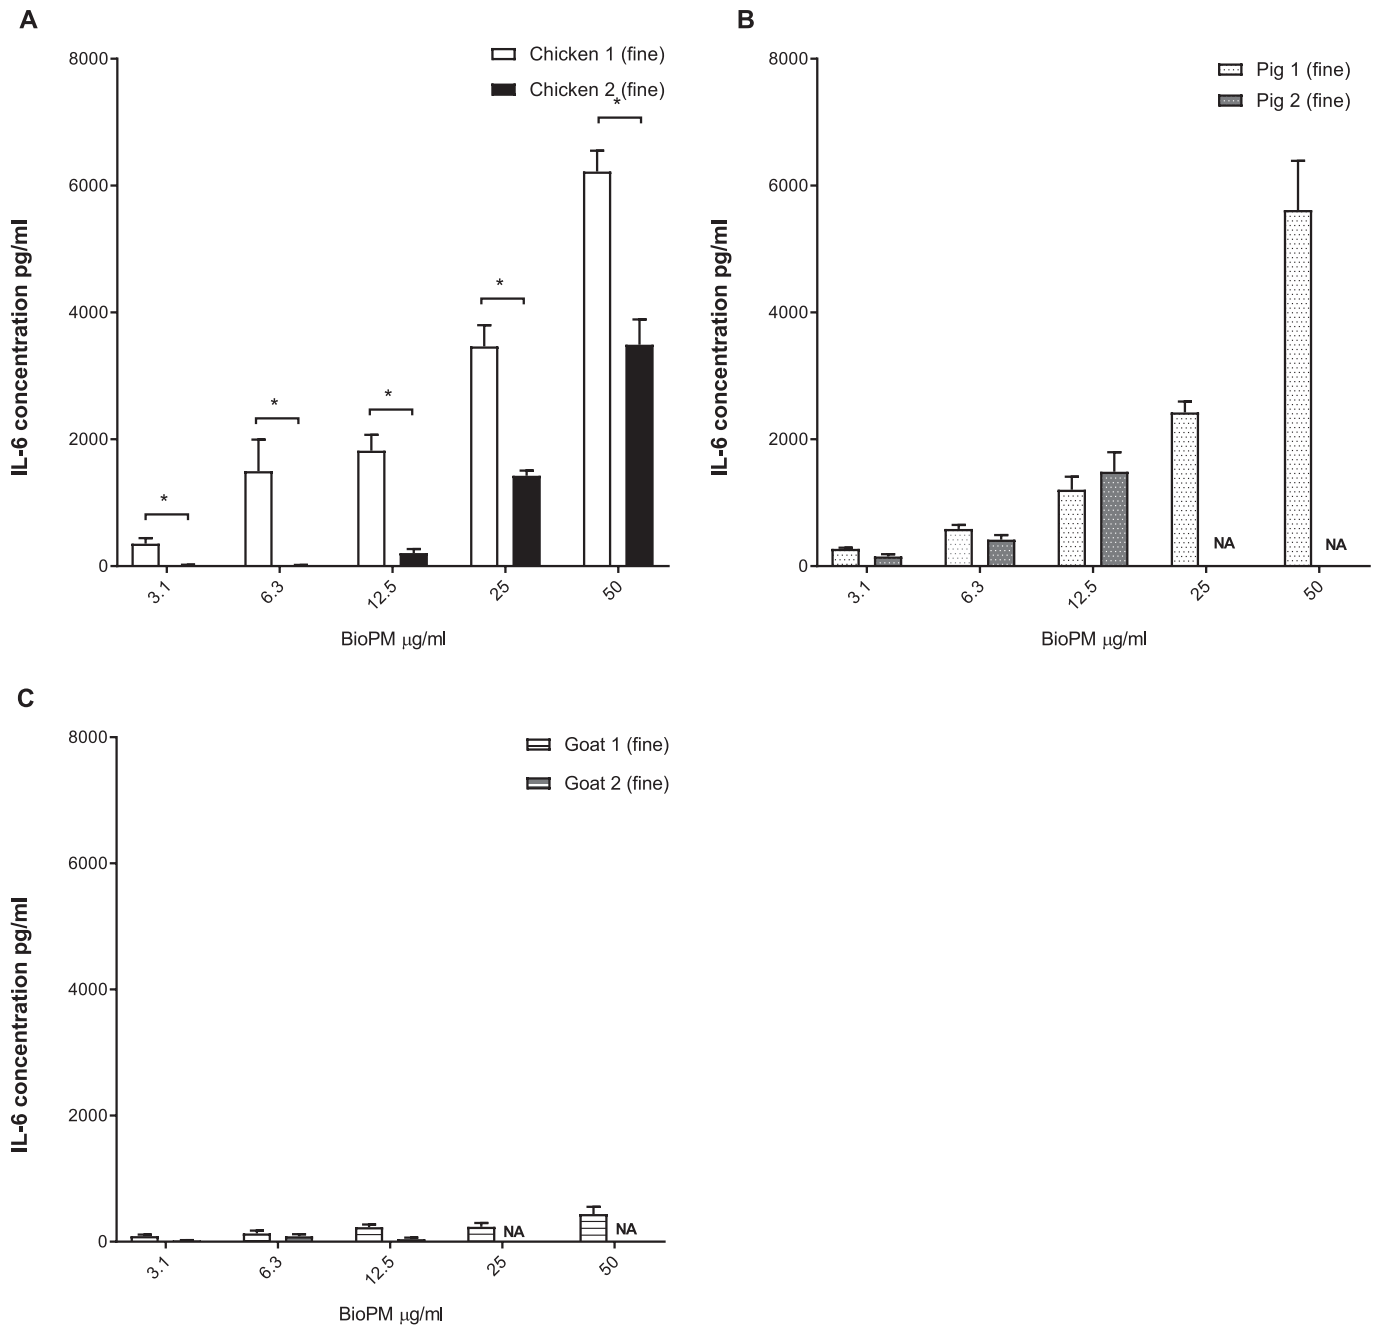 A
Chicken 1 (fine)
Chicken 2 (fine)
8000
6000
4000
2000
0
IL-6 concentration pg/ml
*
*
*
*
*
3.1
6.3
12.5
25
50
BioPM μg/ml
B
Pig 1 (fine)
Pig 2 (fine)
8000
6000
4000
2000
0
IL-6 concentration pg/ml
NA
NA
3.1
6.3
12.5
25
50
BioPM μg/ml
C
Goat 1 (fine)
Goat 2 (fine)
8000
6000
4000
2000
0
IL-6 concentration pg/ml
NA
NA
3.1
6.3
12.5
25
50
BioPM μg/ml